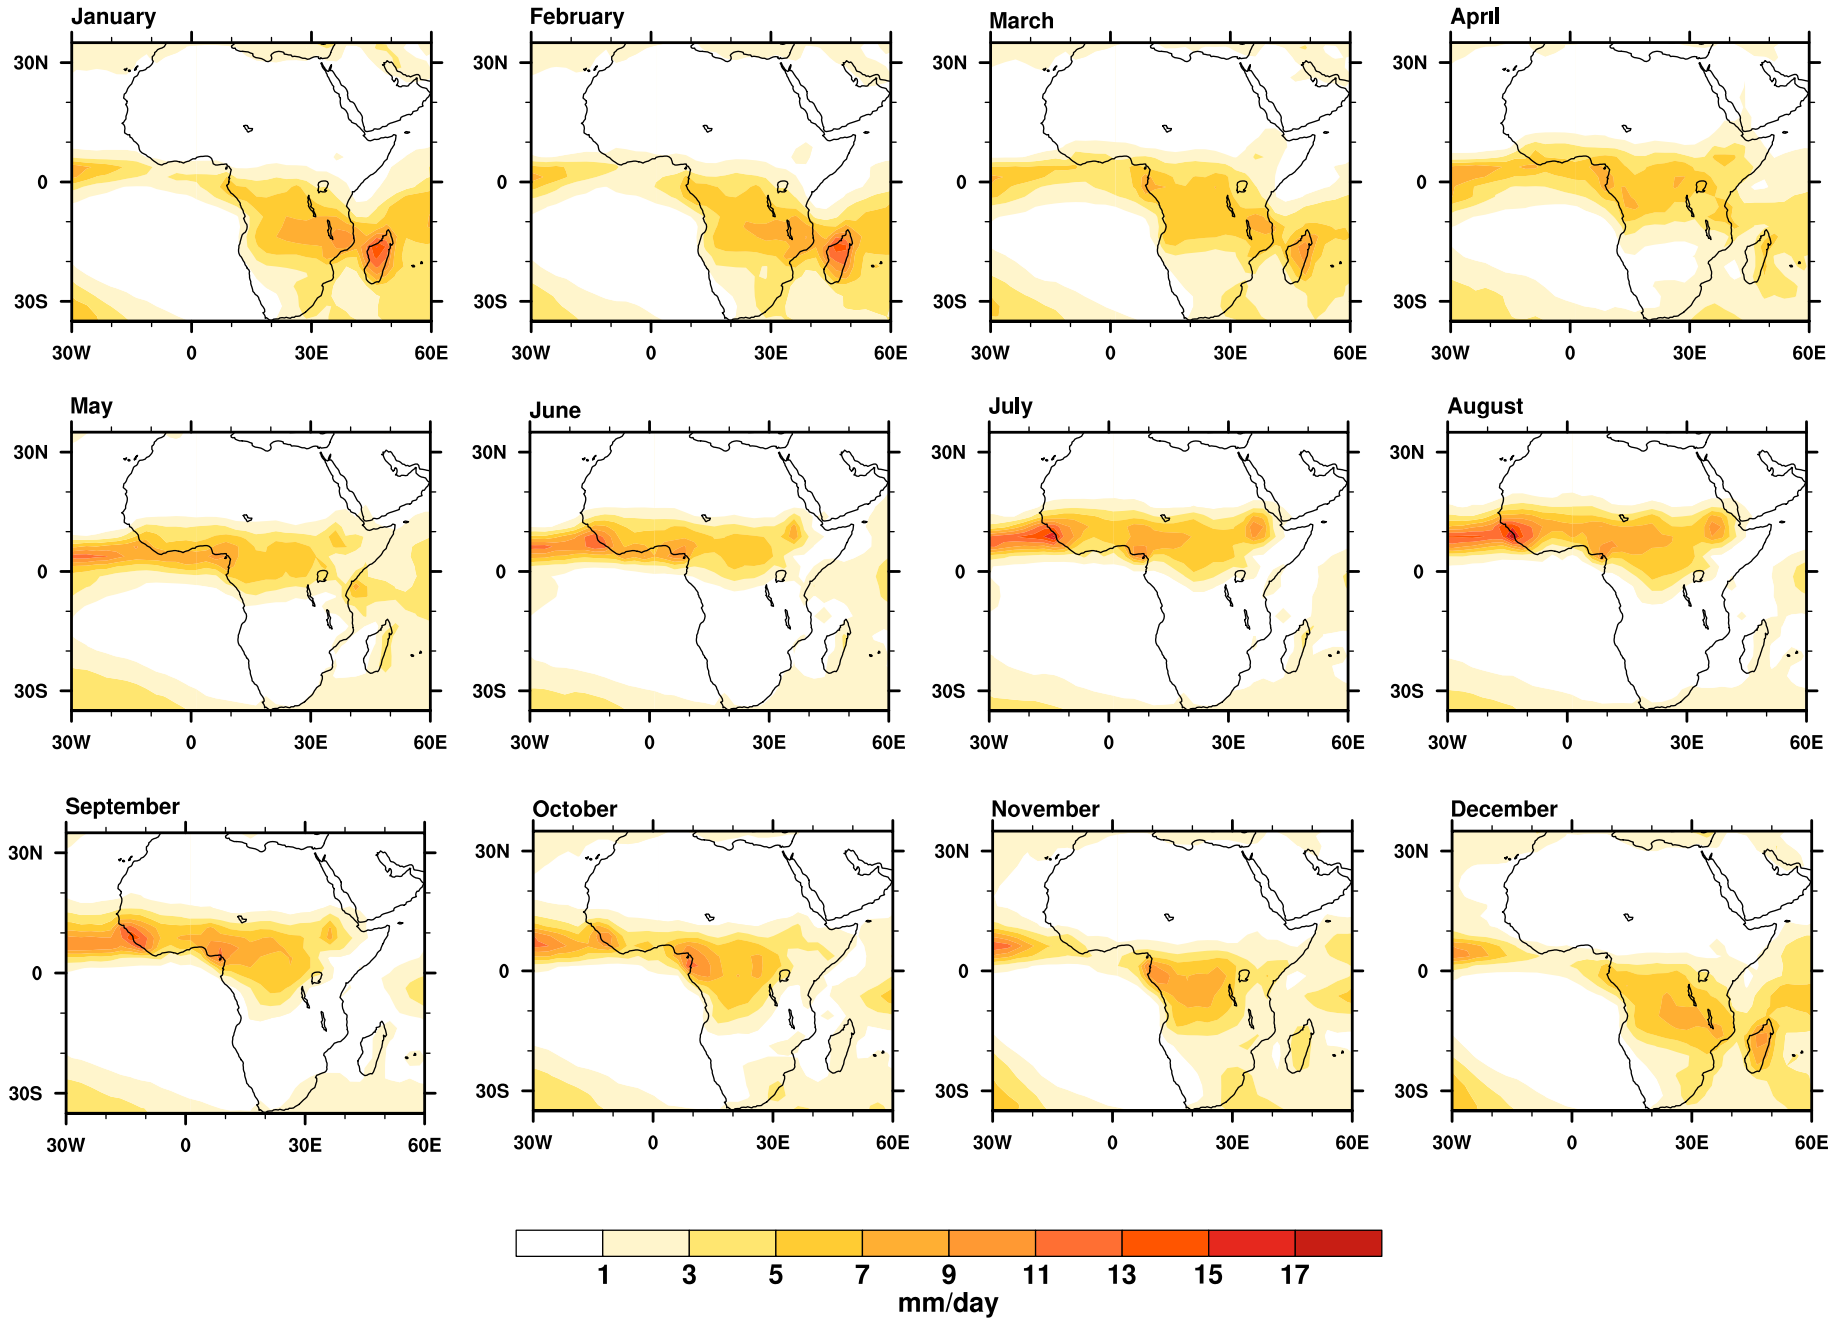 January February March April
30N 30N 30N 30N
0 0 0 0
30S 30S 30S 30S
30W 0 30E 60E 30W 0 30E 60E 30W 0 30E 60E 30W 0 30E 60E
May June July August
30N 30N 30N 30N
0 0 0 0
30S 30S 30S 30S
30W 0 30E 60E 30W 0 30E 60E 30W 0 30E 60E 30W 0 30E 60E
September October November December
30N 30N 30N 30N
0 0 0 0
30S 30S 30S 30S
30W 0 30E 60E 30W 0 30E 60E 30W 0 30E 60E 30W 0 30E 60E
1 3 5 7 9 11 13 15 17
mm/day